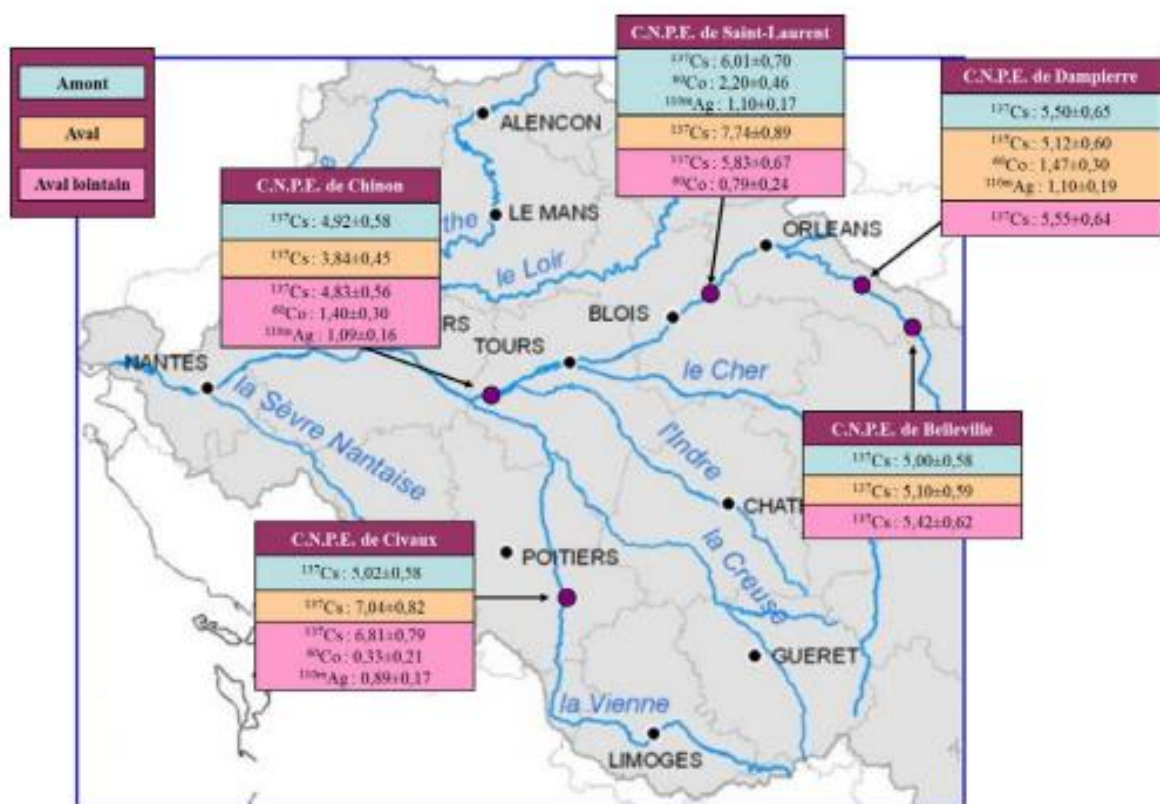 Amont
Aval
Aval lointain
C.N.P.E. de Saint-Laurent
¹³⁷Cs : 6,01±0,70
⁶⁰Co : 2,20±0,46
¹¹⁰ᵐAg : 1,10±0,17
¹³⁷Cs : 7,74±0,89
¹³⁷Cs : 5,83±0,67
⁶⁰Co : 0,79±0,24
C.N.P.E. de Dampierre
¹³⁷Cs : 5,50±0,65
¹³⁷Cs : 5,12±0,60
⁶⁰Co : 1,47±0,30
¹¹⁰ᵐAg : 1,10±0,19
¹³⁷Cs : 5,55±0,64
C.N.P.E. de Chinon
¹³⁷Cs : 4,92±0,58
¹³⁷Cs : 3,84±0,45
¹³⁷Cs : 4,83±0,56
⁶⁰Co : 1,40±0,30
¹¹⁰ᵐAg : 1,09±0,16
ALENCON
LE MANS
the
le Loir
ORLEANS
BLOIS
RS
TOURS
NANTES
la Sèvre Nantaise
le Cher
l'Indre
C.N.P.E. de Belleville
¹³⁷Cs : 5,00±0,58
¹³⁷Cs : 5,10±0,59
¹³⁷Cs : 5,42±0,62
CHAT
la Creuse
C.N.P.E. de Civaux
¹³⁷Cs : 5,02±0,58
¹³⁷Cs : 7,04±0,82
¹³⁷Cs : 6,81±0,79
⁶⁰Co : 0,33±0,21
¹¹⁰ᵐAg : 0,89±0,17
POITIERS
GUERET
la Vienne
LIMOGES